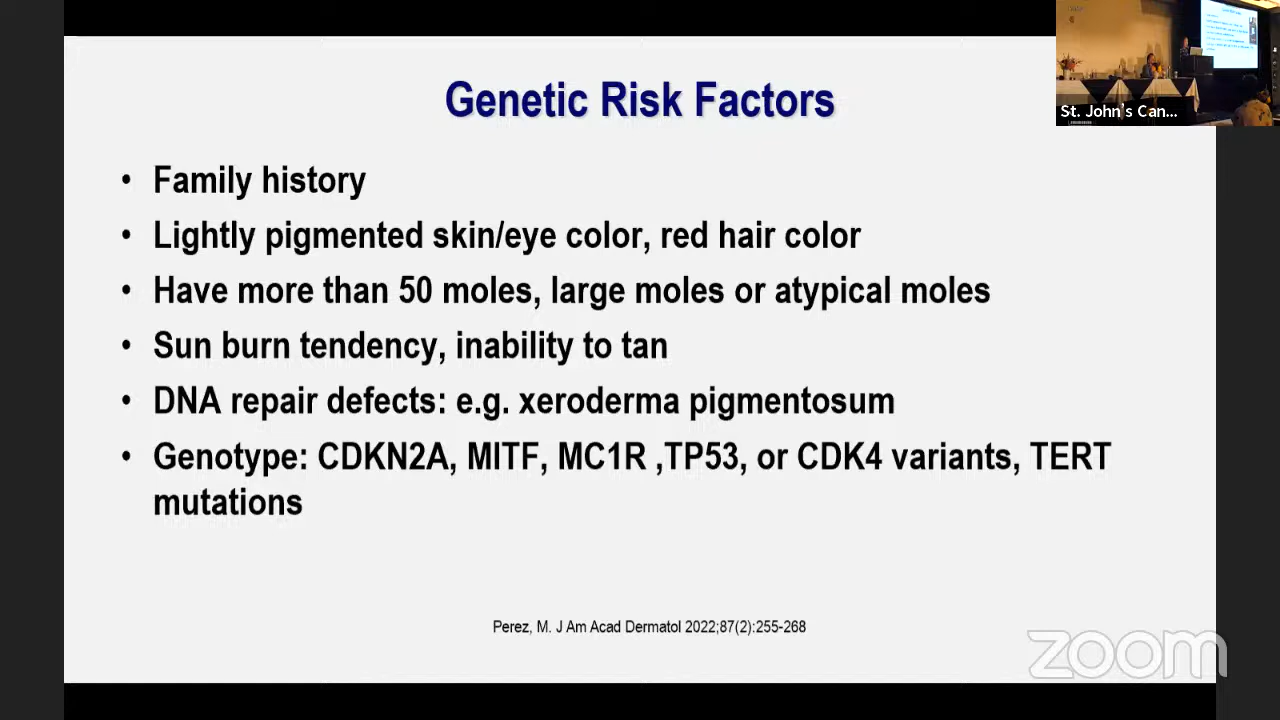 Genetic Risk Factors
St. John's Can...
• Family history
• Lightly pigmented skin/eye color, red hair color
• Have more than 50 moles, large moles or atypical moles
• Sun burn tendency, inability to tan
• DNA repair defects: e.g. xeroderma pigmentosum
• Genotype: CDKN2A, MITF, MC1R ,TP53, or CDK4 variants, TERT
mutations
Perez, M. J Am Acad Dermatol 2022;87(2):255-268
zoom